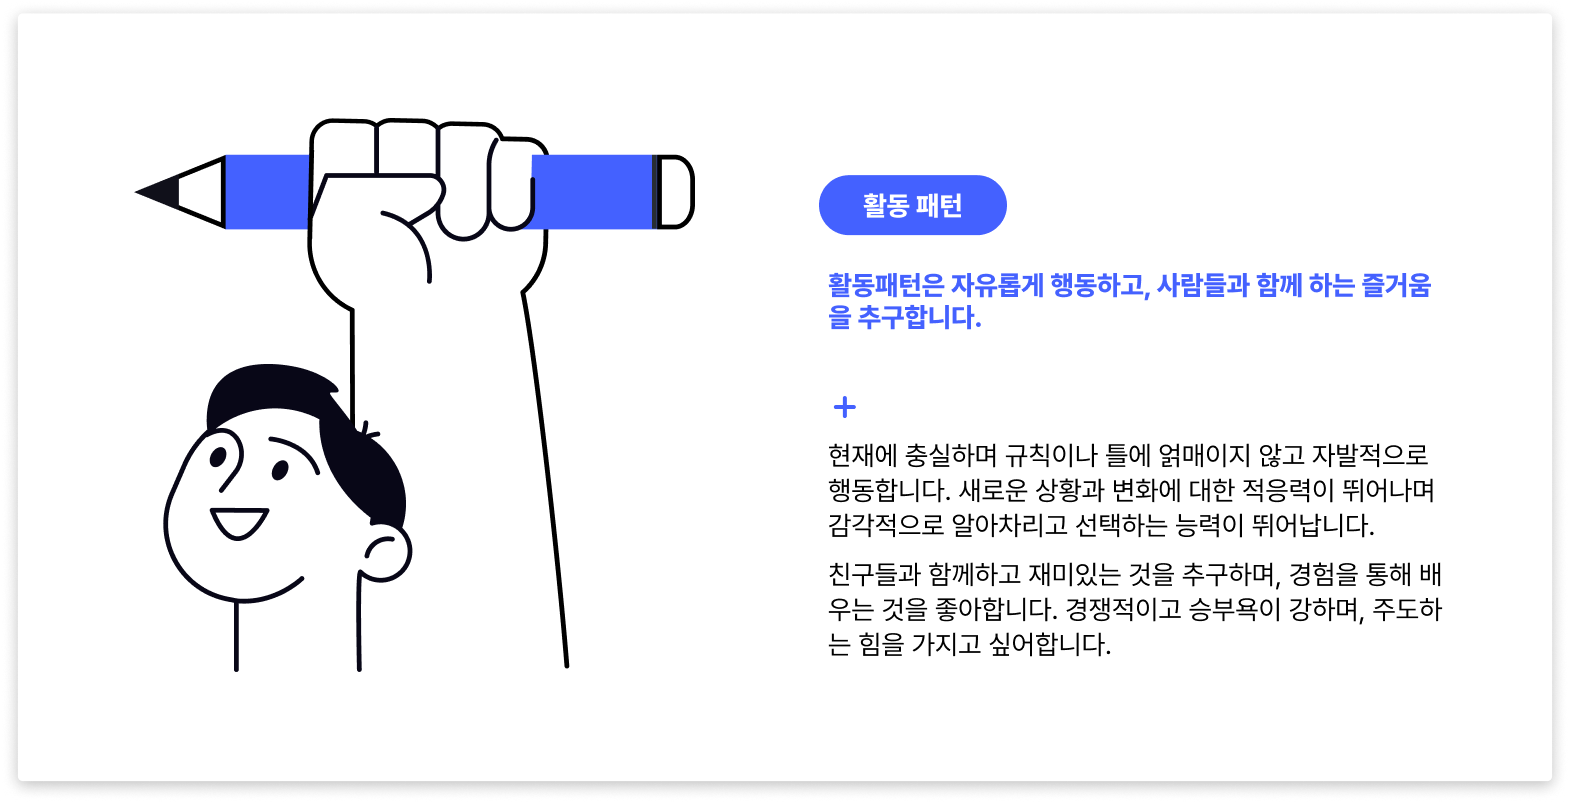 활동 패턴
활동패턴은 자유롭게 행동하고, 사람들과 함께 하는 즐거움
을 추구합니다.
+
현재에 충실하며 규칙이나 틀에 얽매이지 않고 자발적으로
행동합니다. 새로운 상황과 변화에 대한 적응력이 뛰어나며
감각적으로 알아차리고 선택하는 능력이 뛰어납니다.
친구들과 함께하고 재미있는 것을 추구하며, 경험을 통해 배
우는 것을 좋아합니다. 경쟁적이고 승부욕이 강하며, 주도하
는 힘을 가지고 싶어합니다.